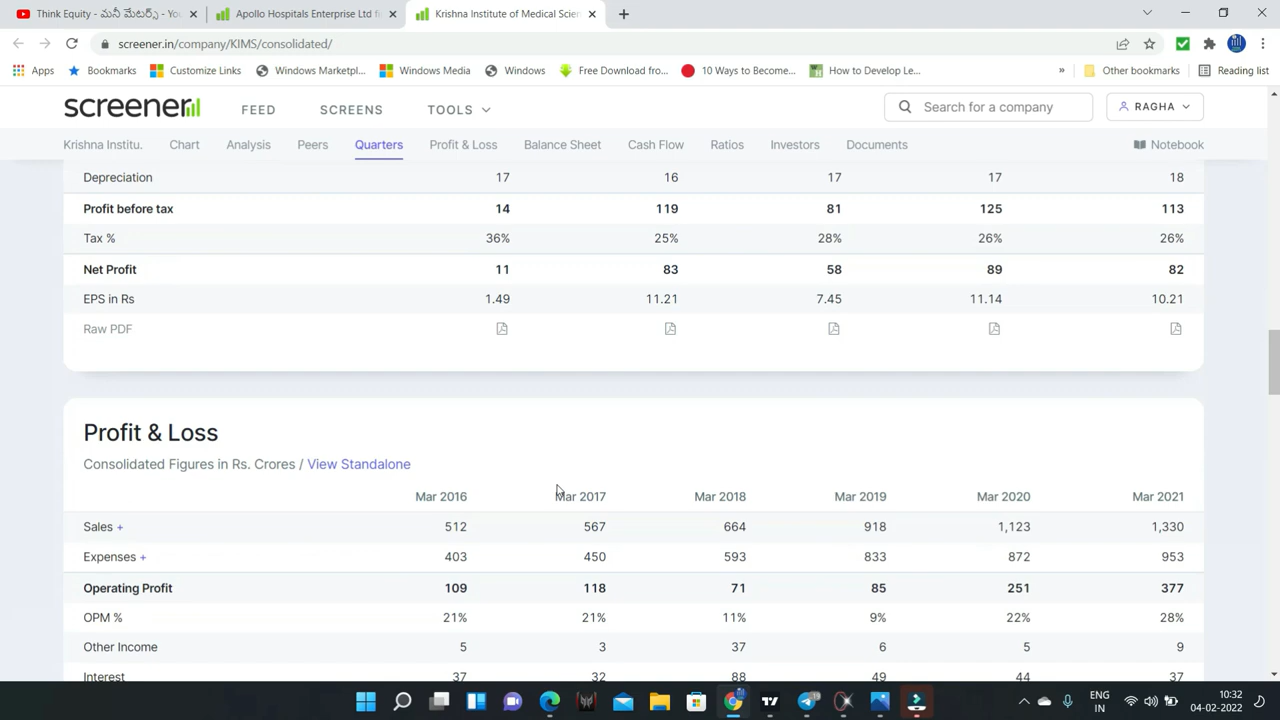 Think Equity - మనీ మేటర్స్ - Yo
Apollo Hospitals Enterprise Ltd fi
Krishna Institute of Medical Scien
screener.in/company/KIMS/consolidated/
Apps Bookmarks Customize Links Windows Marketpl... Windows Media Windows Free Download fro... 10 Ways to Become... How to Develop Le... » Other bookmarks Reading list
screener FEED SCREENS TOOLS Search for a company RAGHA
Krishna Institu. Chart Analysis Peers Quarters Profit & Loss Balance Sheet Cash Flow Ratios Investors Documents Notebook
Depreciation 17 16 17 17 18
Profit before tax 14 119 81 125 113
Tax % 36% 25% 28% 26% 26%
Net Profit 11 83 58 89 82
EPS in Rs 1.49 11.21 7.45 11.14 10.21
Raw PDF
Profit & Loss
Consolidated Figures in Rs. Crores / View Standalone
Mar 2016 Mar 2017 Mar 2018 Mar 2019 Mar 2020 Mar 2021
Sales + 512 567 664 918 1,123 1,330
Expenses + 403 450 593 833 872 953
Operating Profit 109 118 71 85 251 377
OPM % 21% 21% 11% 9% 22% 28%
Other Income 5 3 37 6 5 9
Interest 37 32 88 49 44 37
ENG 10:32
IN 04-02-2022